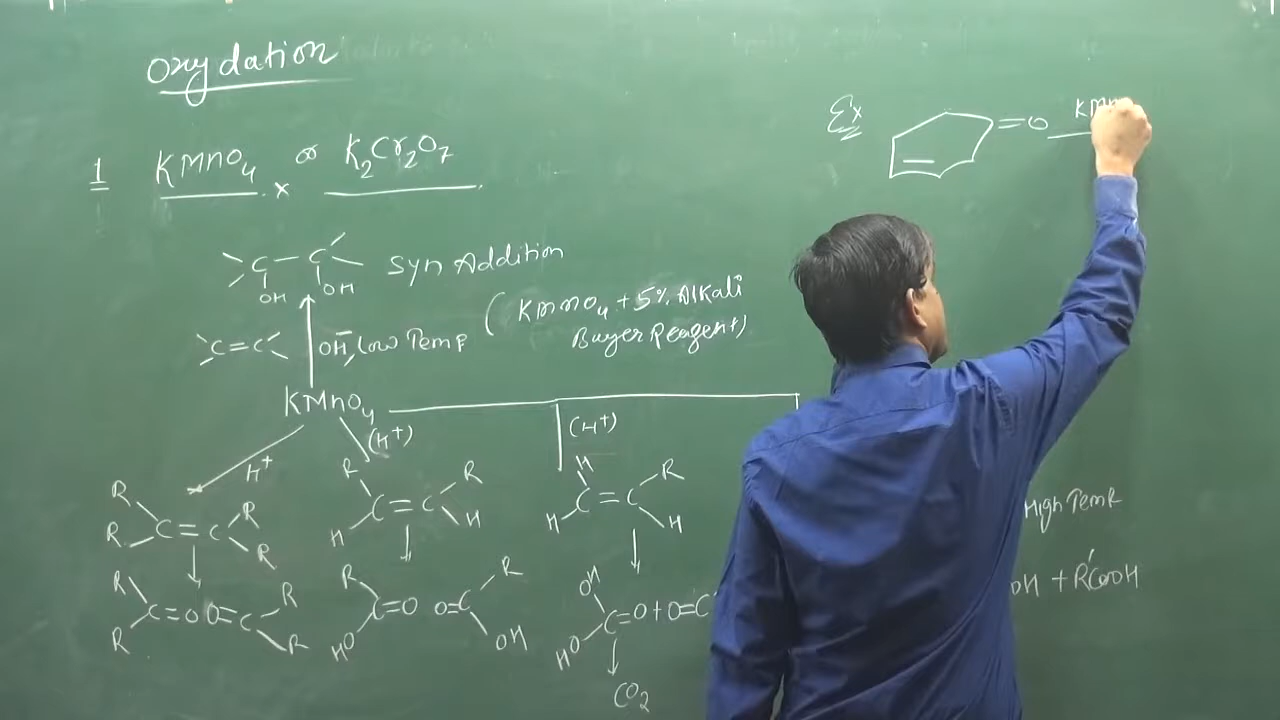 Oxydation
1 KMnO4 or K2Cr2O7
x
C - C Syn Addition
OH OH
(KMnO4 + 5% Alkali
Buyer Reagent)
C=C OH-, Low Temp
KMnO4
H+ (H+) (H+)
R R C=C R R
R H C=C R H
H H C=C R H
High Temp
R R C=O O=C R R
R HO C=O O=C R OH
OH HO C=O + O=C
OH + R'COOH
CO2
Ex =O KMn